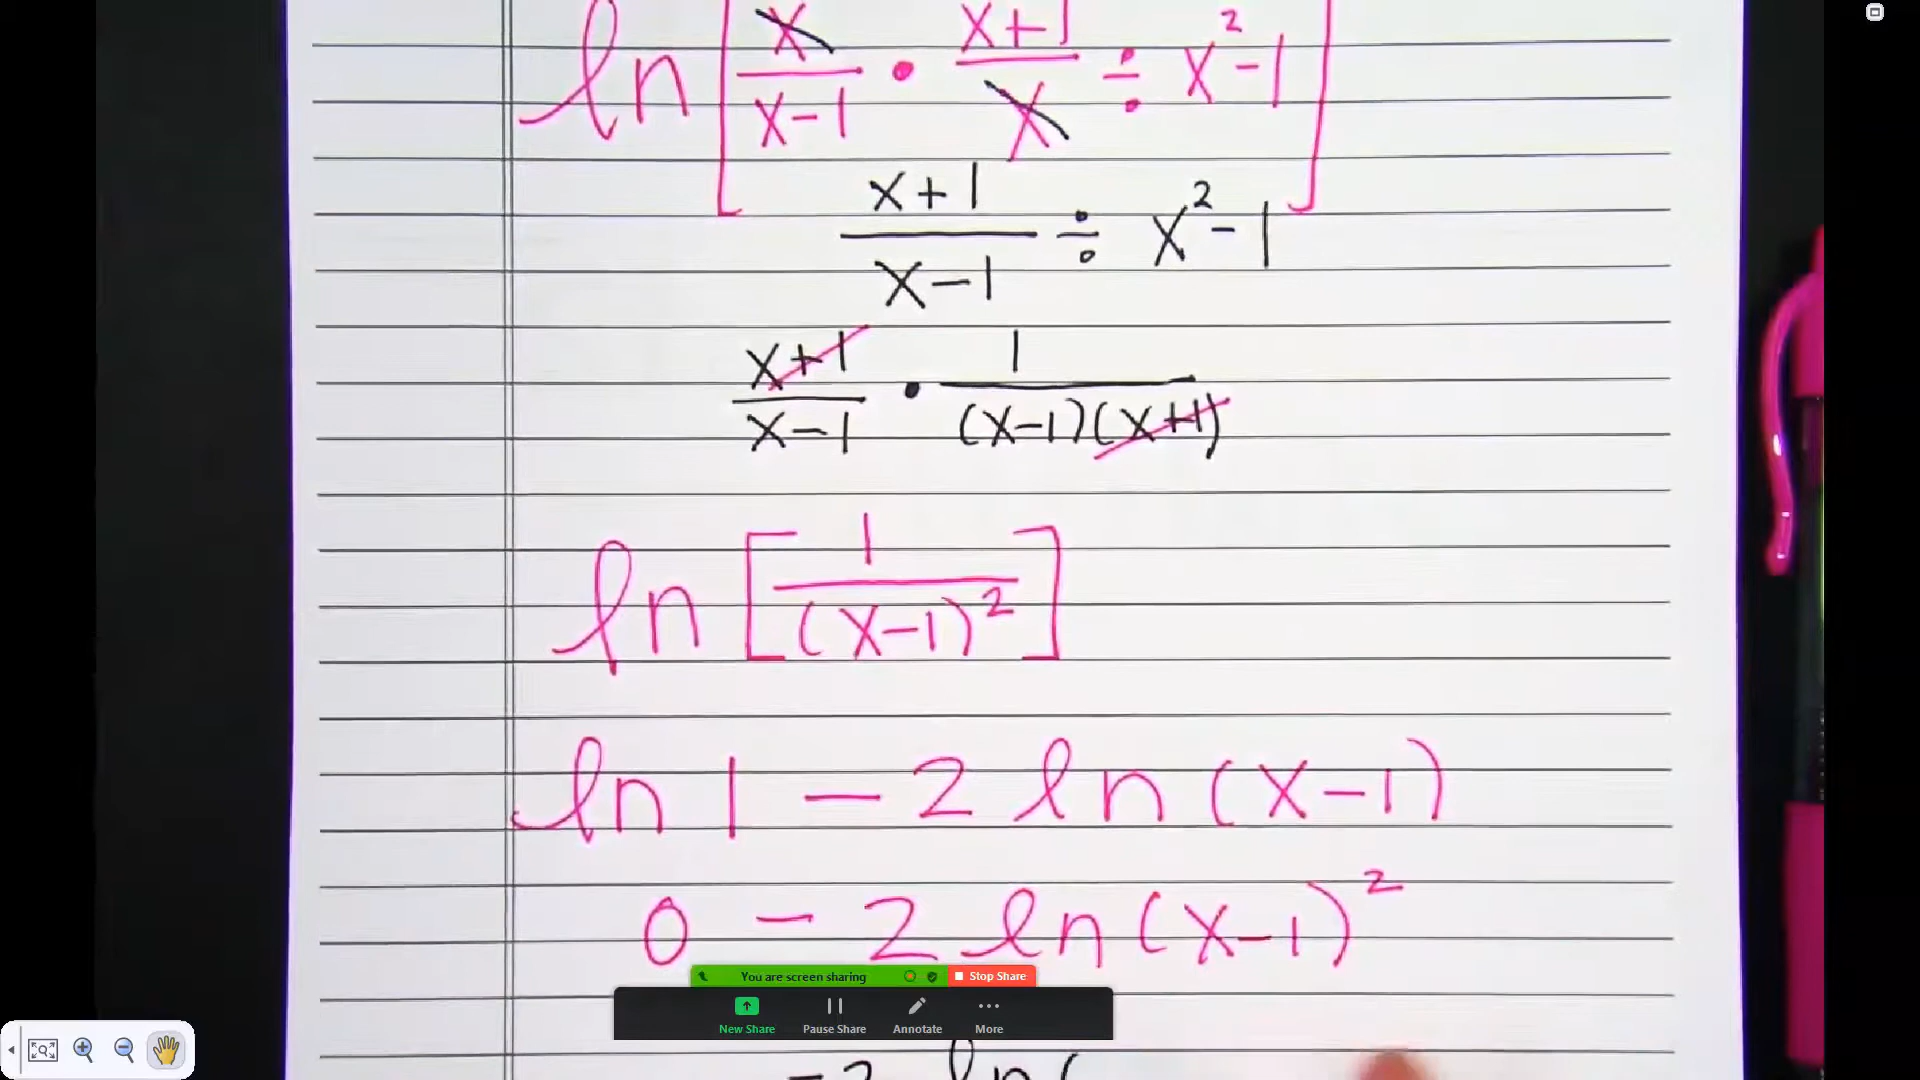 ln [ x/(x-1) • (x+1)/x ÷ x²-1 ]
(x+1)/(x-1) ÷ x²-1
(x+1)/(x-1) • 1/((x-1)(x+1))
ln [ 1/(x-1)² ]
ln 1 - 2 ln (x-1)
0 - 2 ln (x-1)²
You are screen sharing Stop Share
New Share Pause Share Annotate More
-2 ln(